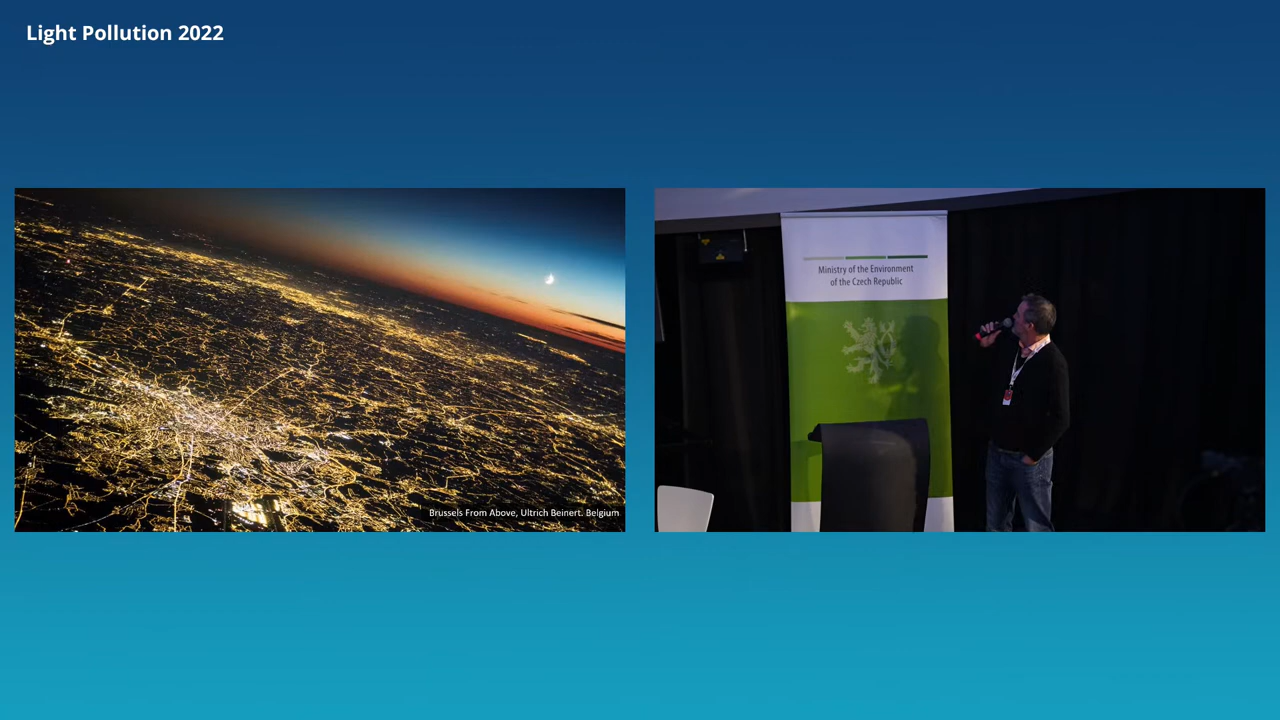 Light Pollution 2022
Brussels From Above, Ultrich Beinert. Belgium
Ministry of the Environment
of the Czech Republic